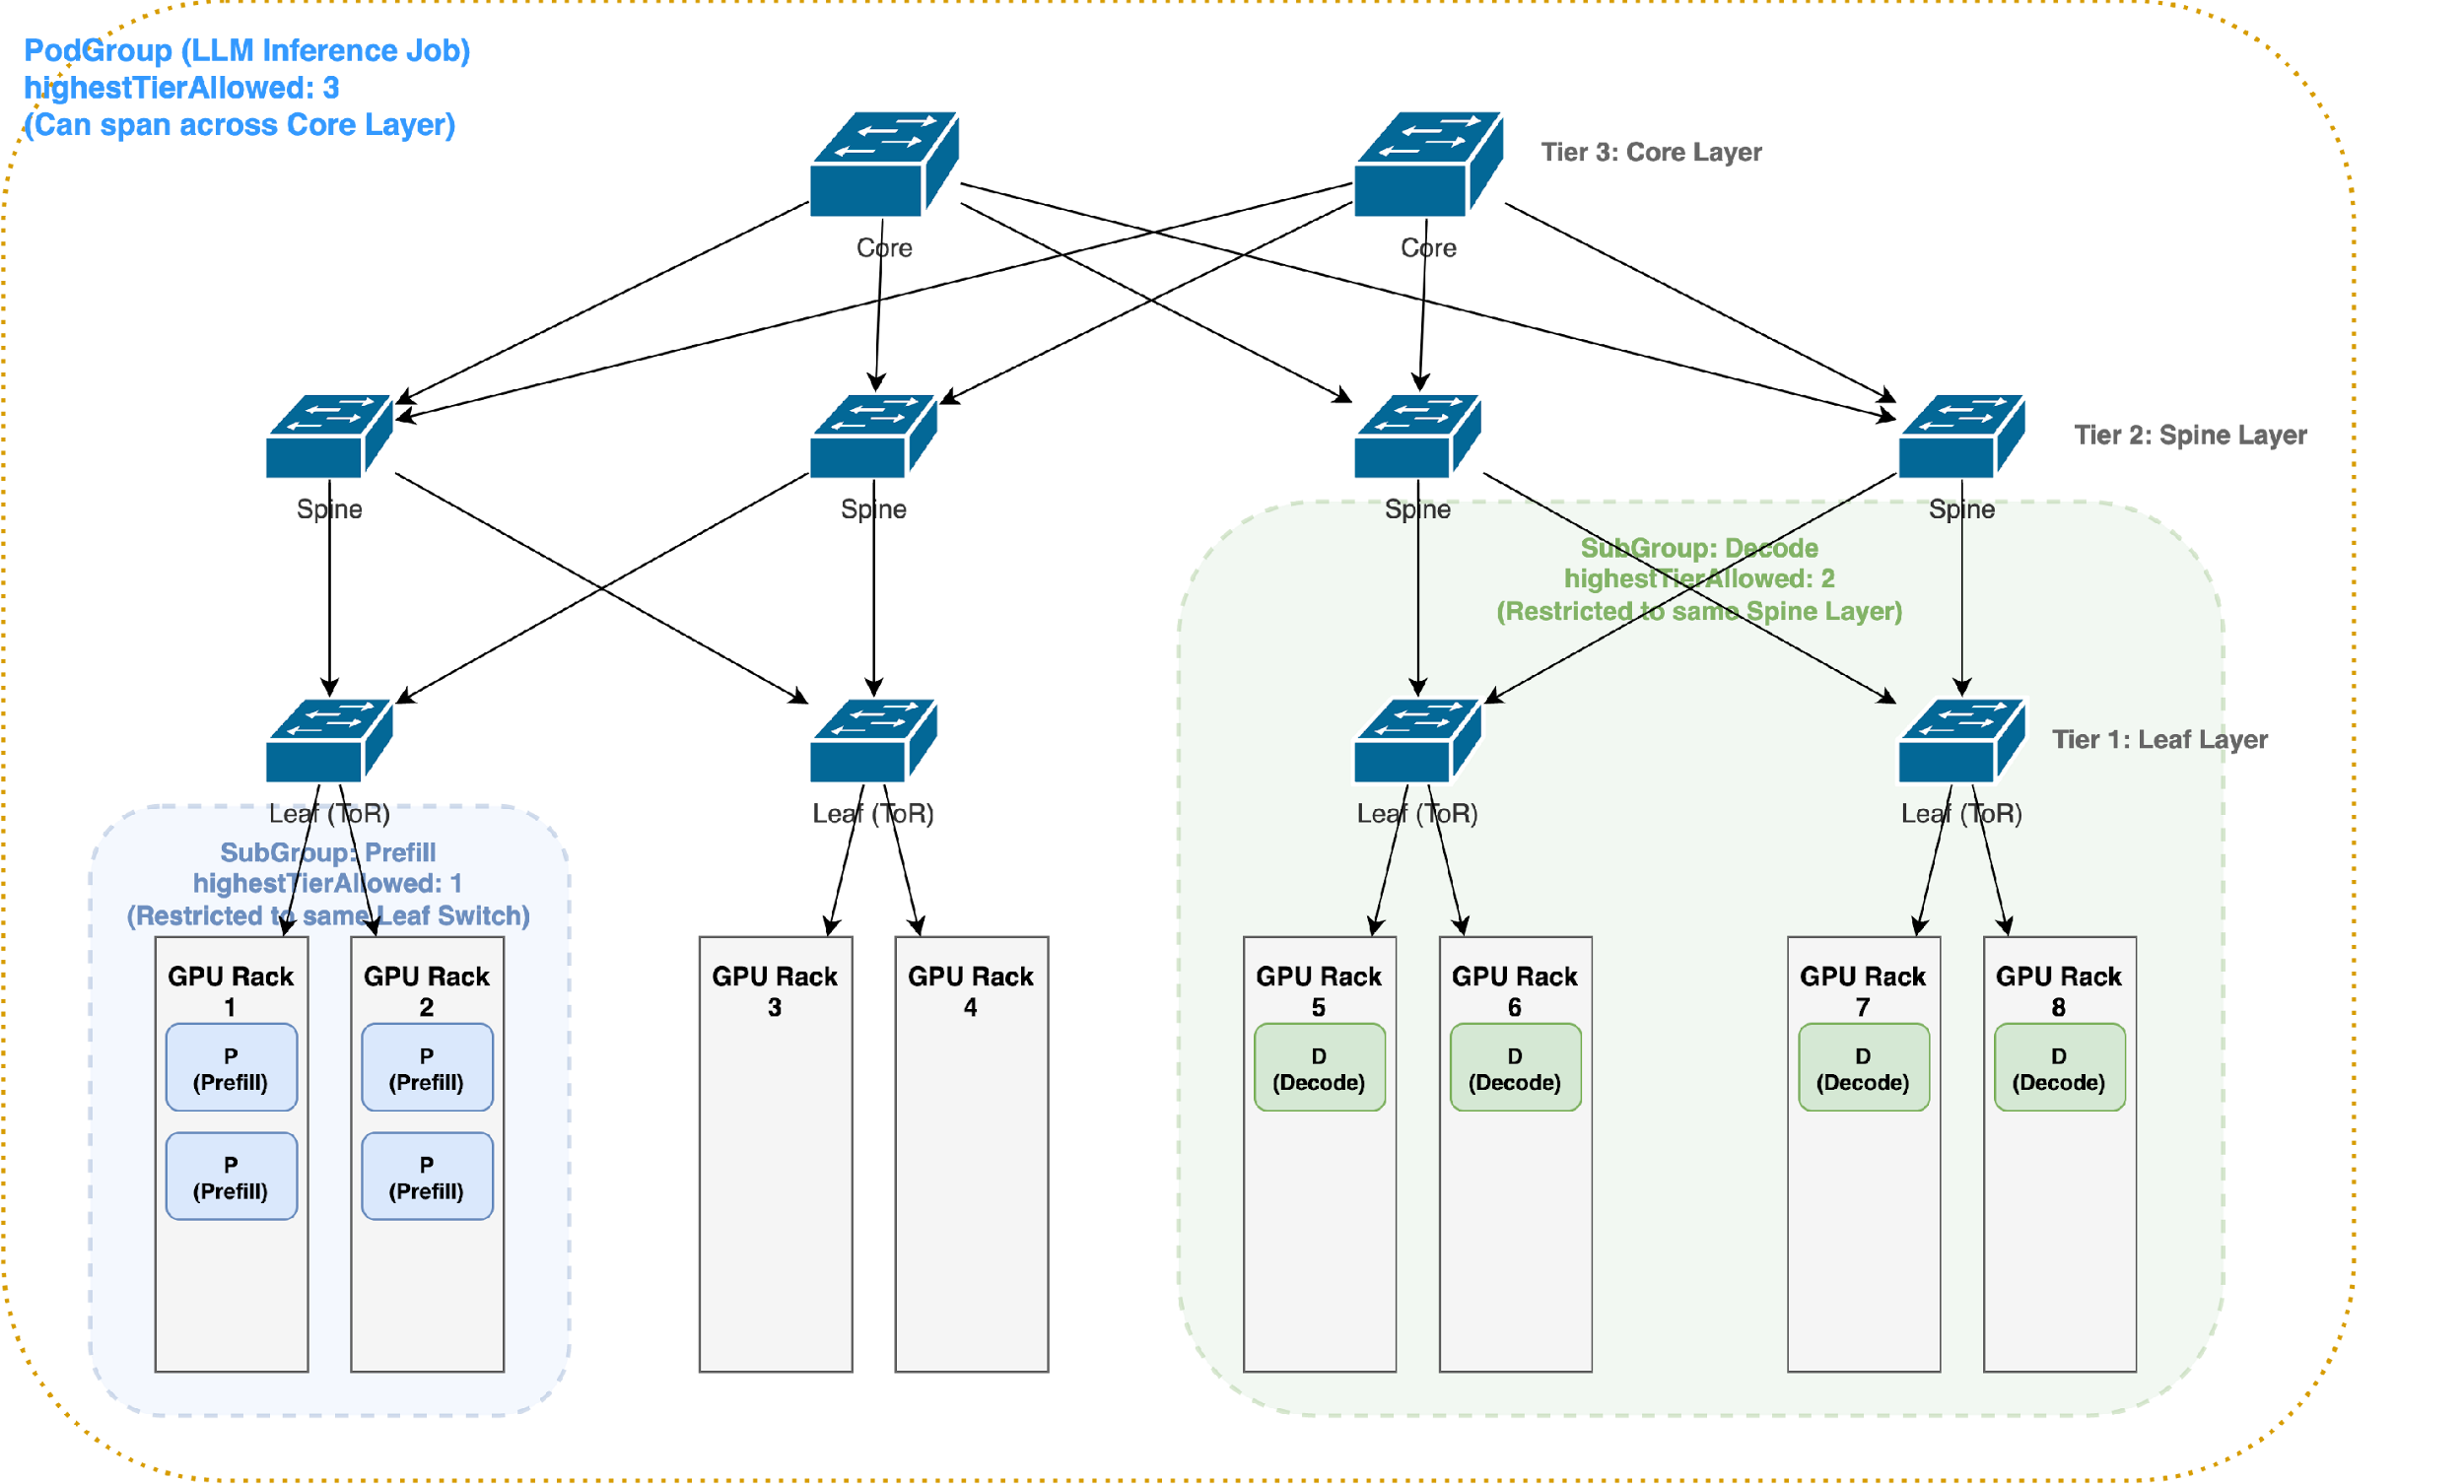 PodGroup (LLM Inference Job)
highestTierAllowed: 3
(Can span across Core Layer)
Tier 3: Core Layer
Core
Core
Tier 2: Spine Layer
Spine
Spine
Spine
Spine
SubGroup: Decode
highestTierAllowed: 2
(Restricted to same Spine Layer)
Tier 1: Leaf Layer
Leaf (ToR)
Leaf (ToR)
Leaf (ToR)
Leaf (ToR)
SubGroup: Prefill
highestTierAllowed: 1
(Restricted to same Leaf Switch)
GPU Rack
1
GPU Rack
2
GPU Rack
3
GPU Rack
4
GPU Rack
5
GPU Rack
6
GPU Rack
7
GPU Rack
8
P
(Prefill)
P
(Prefill)
D
(Decode)
D
(Decode)
D
(Decode)
D
(Decode)
P
(Prefill)
P
(Prefill)